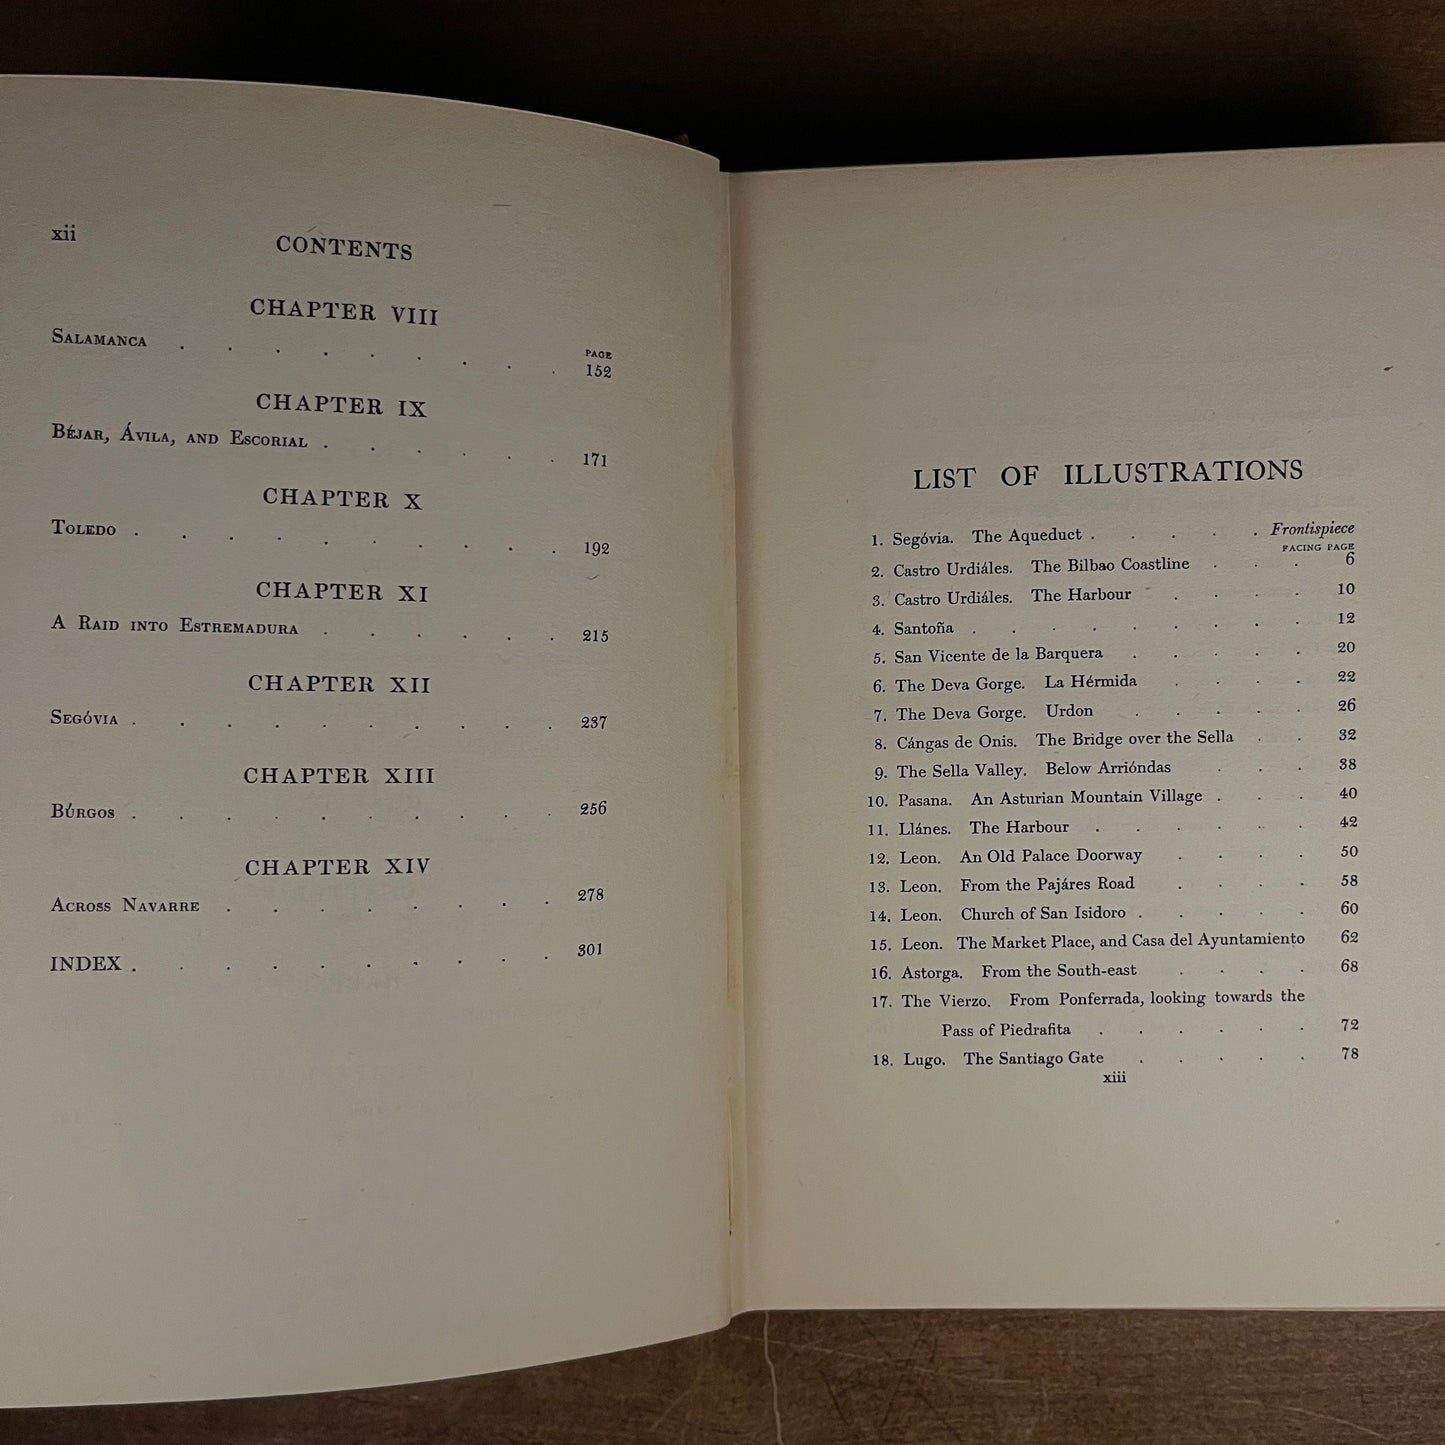 xii
CONTENTS
CHAPTER VIII
PAGE
Salamanca . . . . . . . . . 152
CHAPTER IX
Béjar, Ávila, and Escorial . . . . . . 171
CHAPTER X
Toledo . . . . . . . . . . 192
CHAPTER XI
A Raid into Estremadura . . . . . . 215
CHAPTER XII
Segóvia . . . . . . . . . . 237
CHAPTER XIII
Búrgos . . . . . . . . . . 256
CHAPTER XIV
Across Navarre . . . . . . . . 278
INDEX . . . . . . . . . . 301
LIST OF ILLUSTRATIONS
1. Segóvia. The Aqueduct . . . . . Frontispiece
FACING PAGE
2. Castro Urdiáles. The Bilbao Coastline . . . 6
3. Castro Urdiáles. The Harbour . . . . 10
4. Santoña . . . . . . . . . 12
5. San Vicente de la Barquera . . . . . 20
6. The Deva Gorge. La Hérmida . . . . 22
7. The Deva Gorge. Urdon . . . . . 26
8. Cángas de Onis. The Bridge over the Sella . . 32
9. The Sella Valley. Below Arrióndas . . . 38
10. Pasana. An Asturian Mountain Village . . . 40
11. Llánes. The Harbour . . . . . . 42
12. Leon. An Old Palace Doorway . . . . 50
13. Leon. From the Pajáres Road . . . . 58
14. Leon. Church of San Isidoro . . . . . 60
15. Leon. The Market Place, and Casa del Ayuntamiento 62
16. Astorga. From the South-east . . . . 68
17. The Vierzo. From Ponferrada, looking towards the
Pass of Piedrafita . . . . . . 72
18. Lugo. The Santiago Gate . . . . . 78
xiii